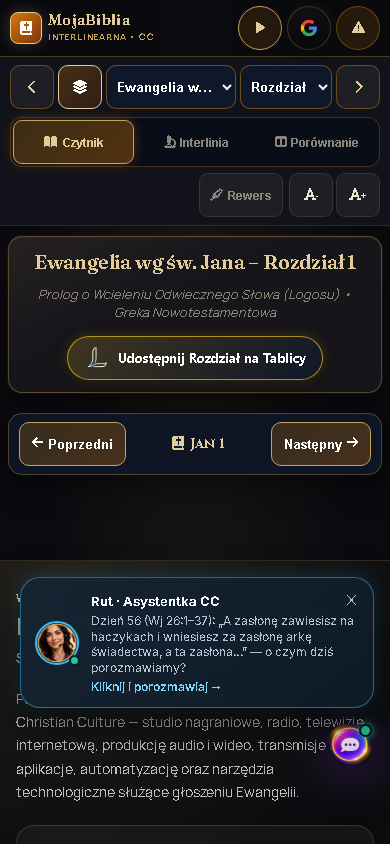 MojaBiblia
INTERLINEARNA • CC
Ewangelia w...
Rozdział
Czytnik
Interlinia
Porównanie
Rewers
A-
A+
Ewangelia wg św. Jana – Rozdział 1
Prolog o Wcieleniu Odwiecznego Słowa (Logosu) •
Greka Nowotestamentowa
Udostępnij Rozdział na Tablicy
Poprzedni
JAN 1
Następny
Rut · Asystentka CC
Dzień 56 (Wj 26:1–37): „A zasłonę zawiesisz na
haczykach i wniesiesz za zasłonę arkę
świadectwa, a ta zasłona...” — o czym dziś
porozmawiamy?
Kliknij i porozmawiaj →
Christian Culture — studio nagraniowe, radio, telewizję
internetową, produkcję audio i wideo, transmisje
aplikacje, automatyzację oraz narzędzia
technologiczne służące głoszeniu Ewangelii.